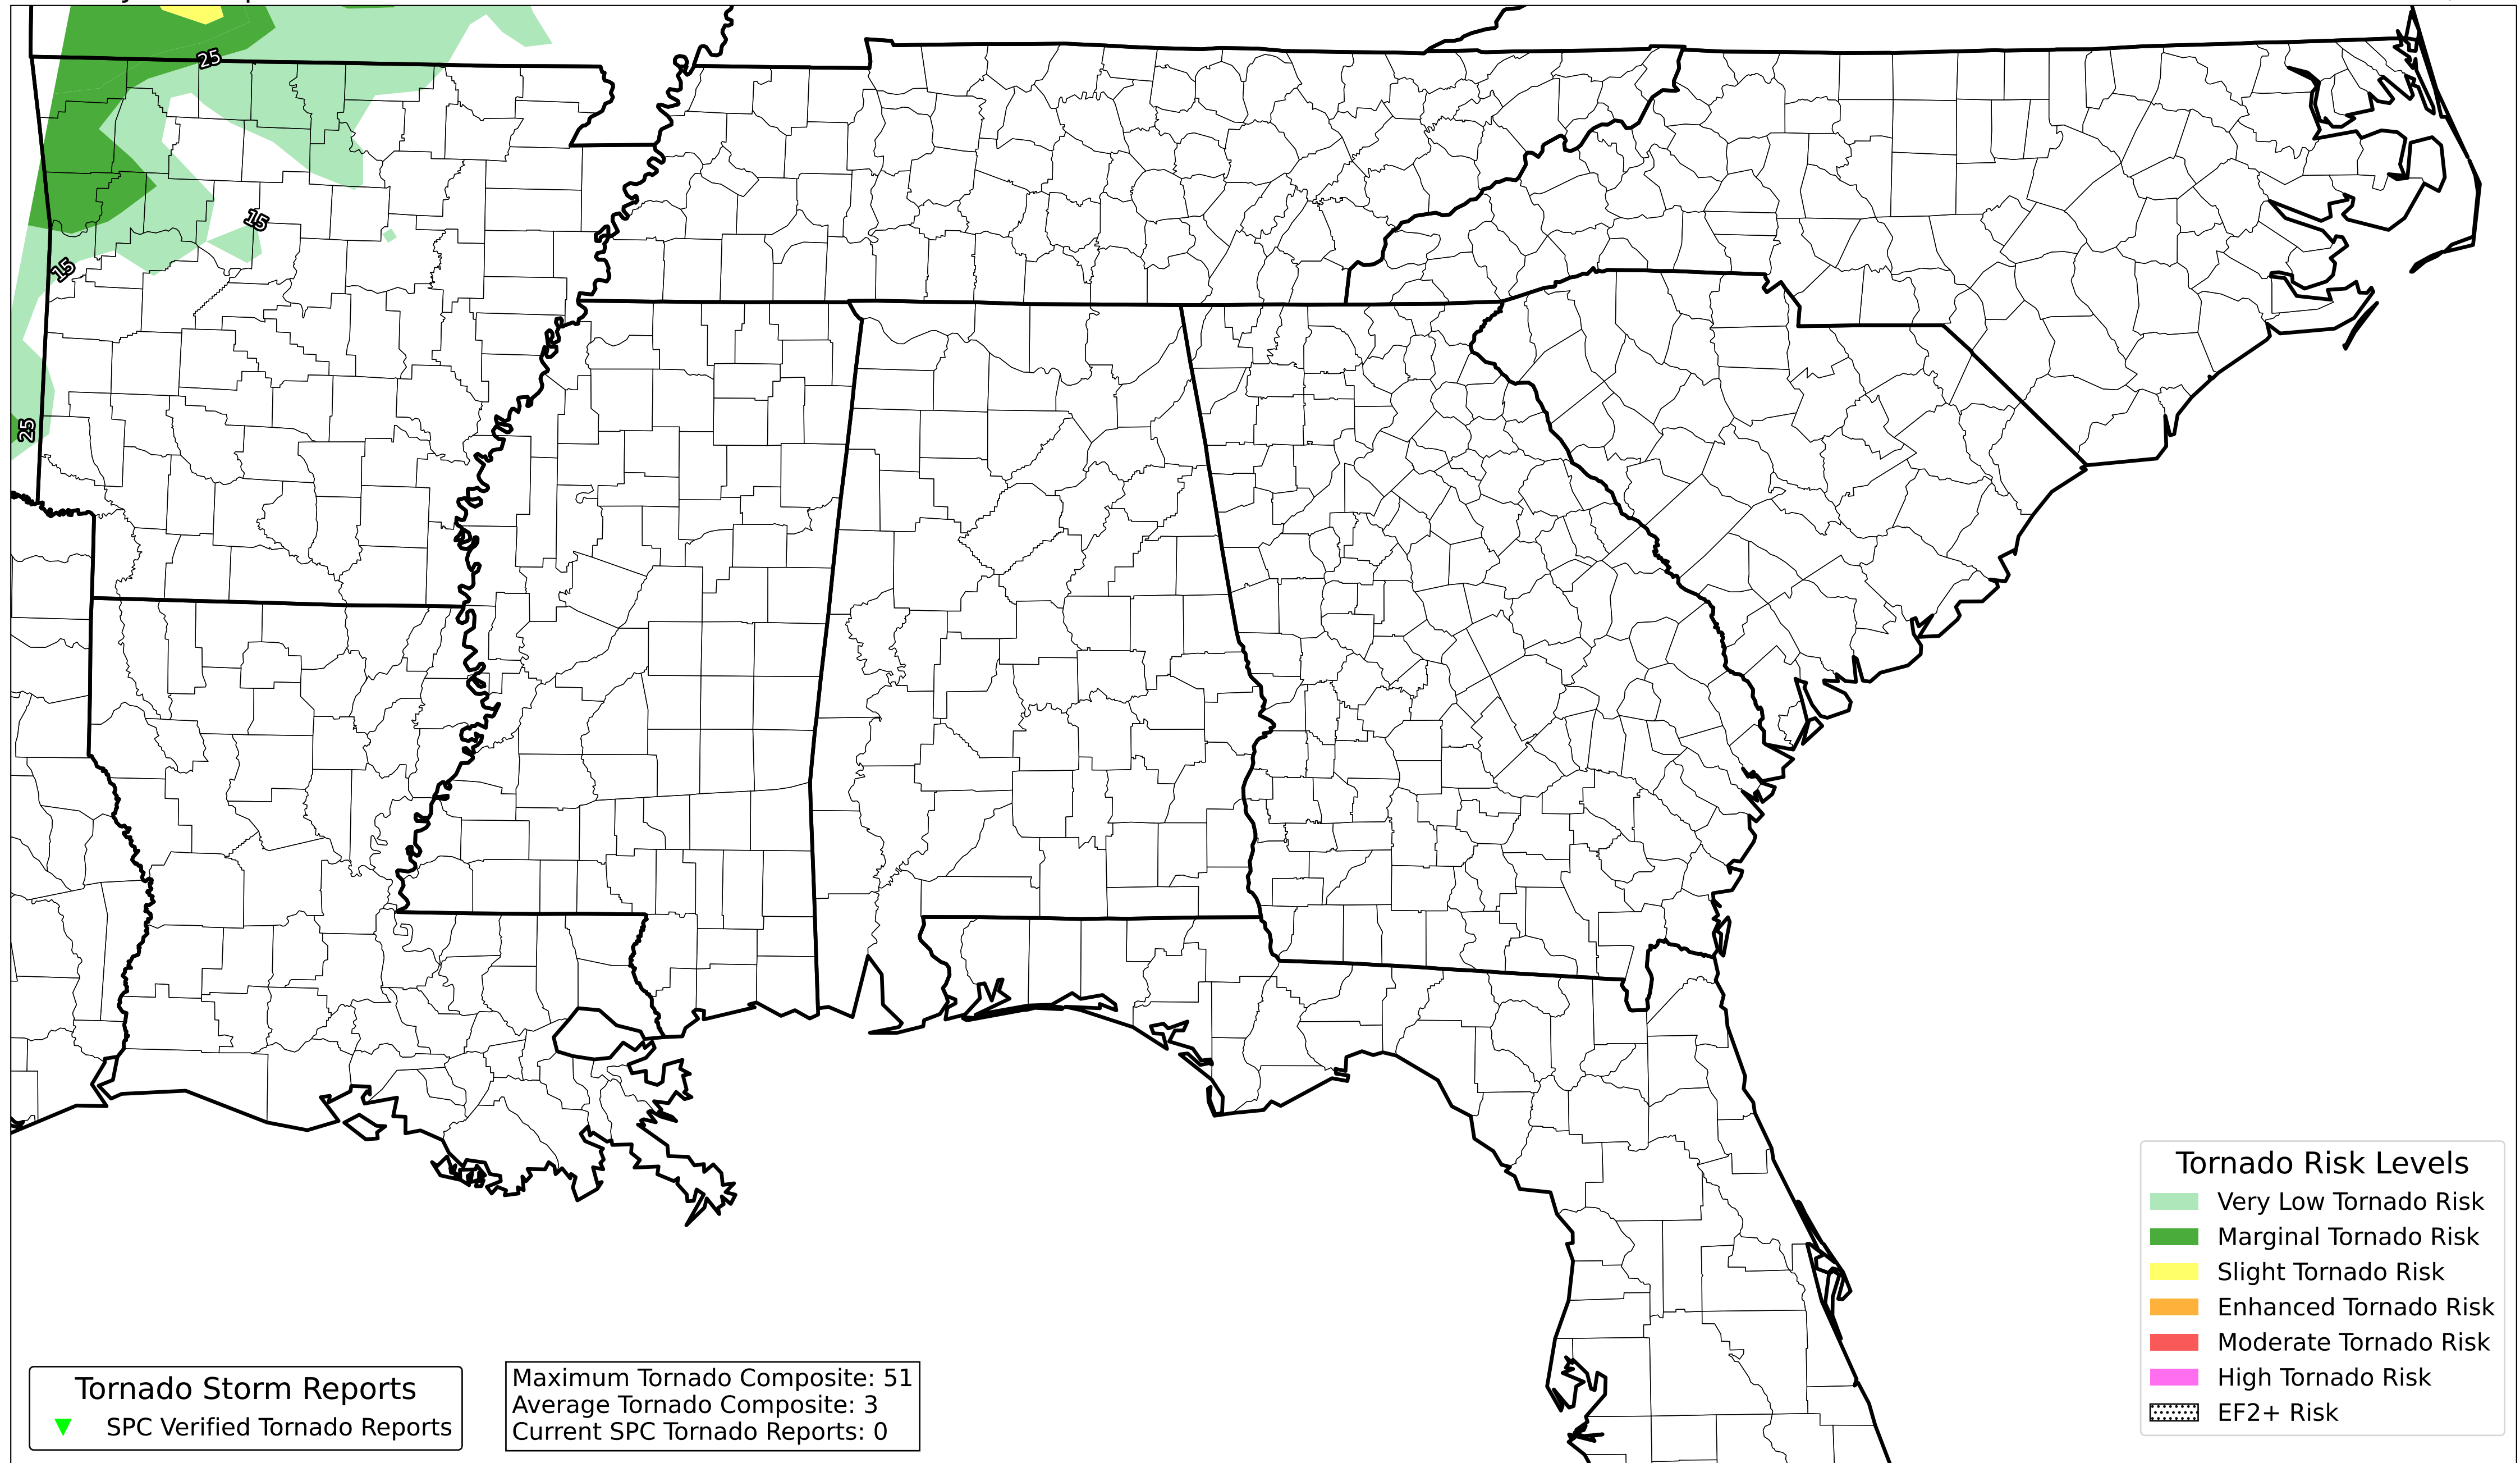 25
15
15
25
Tornado Risk Levels
Very Low Tornado Risk
Marginal Tornado Risk
Slight Tornado Risk
Enhanced Tornado Risk
Moderate Tornado Risk
High Tornado Risk
EF2+ Risk
Tornado Storm Reports
SPC Verified Tornado Reports
Maximum Tornado Composite: 51
Average Tornado Composite: 3
Current SPC Tornado Reports: 0